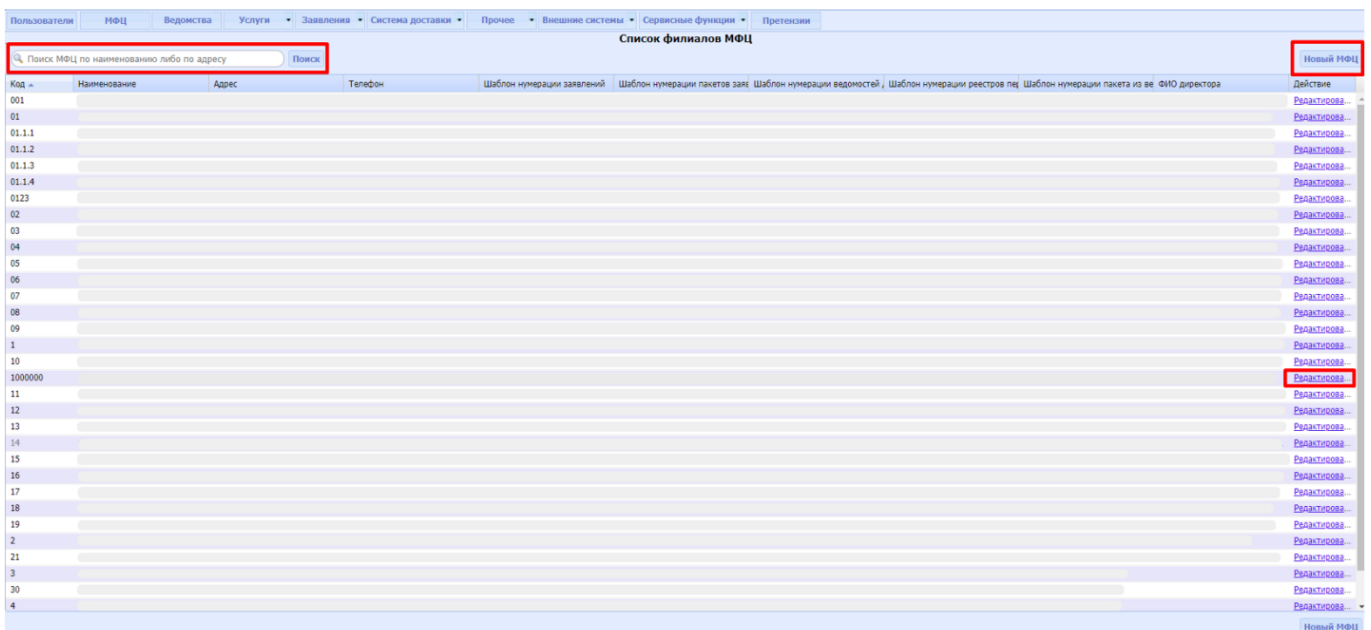 Пользователи МФЦ Ведомства Услуги Заявления Система доставки Прочее Внешние системы Сервисные функции Претензии
Список филиалов МФЦ
Поиск МФЦ по наименованию либо по адресу Поиск Новый МФЦ
Код Наименование Адрес Телефон Шаблон нумерации заявлений Шаблон нумерации пакетов заяв Шаблон нумерации ведомостей Шаблон нумерации реестров пер Шаблон нумерации пакета из ве ФИО директора Действие
001 Редактирова...
01 Редактирова...
01.1.1 Редактирова...
01.1.2 Редактирова...
01.1.3 Редактирова...
01.1.4 Редактирова...
0123 Редактирова...
02 Редактирова...
03 Редактирова...
04 Редактирова...
05 Редактирова...
06 Редактирова...
07 Редактирова...
08 Редактирова...
09 Редактирова...
1 Редактирова...
10 Редактирова...
1000000 Редактирова...
11 Редактирова...
12 Редактирова...
13 Редактирова...
14 Редактирова...
15 Редактирова...
16 Редактирова...
17 Редактирова...
18 Редактирова...
19 Редактирова...
2 Редактирова...
21 Редактирова...
3 Редактирова...
30 Редактирова...
4 Редактирова...
Новый МФЦ